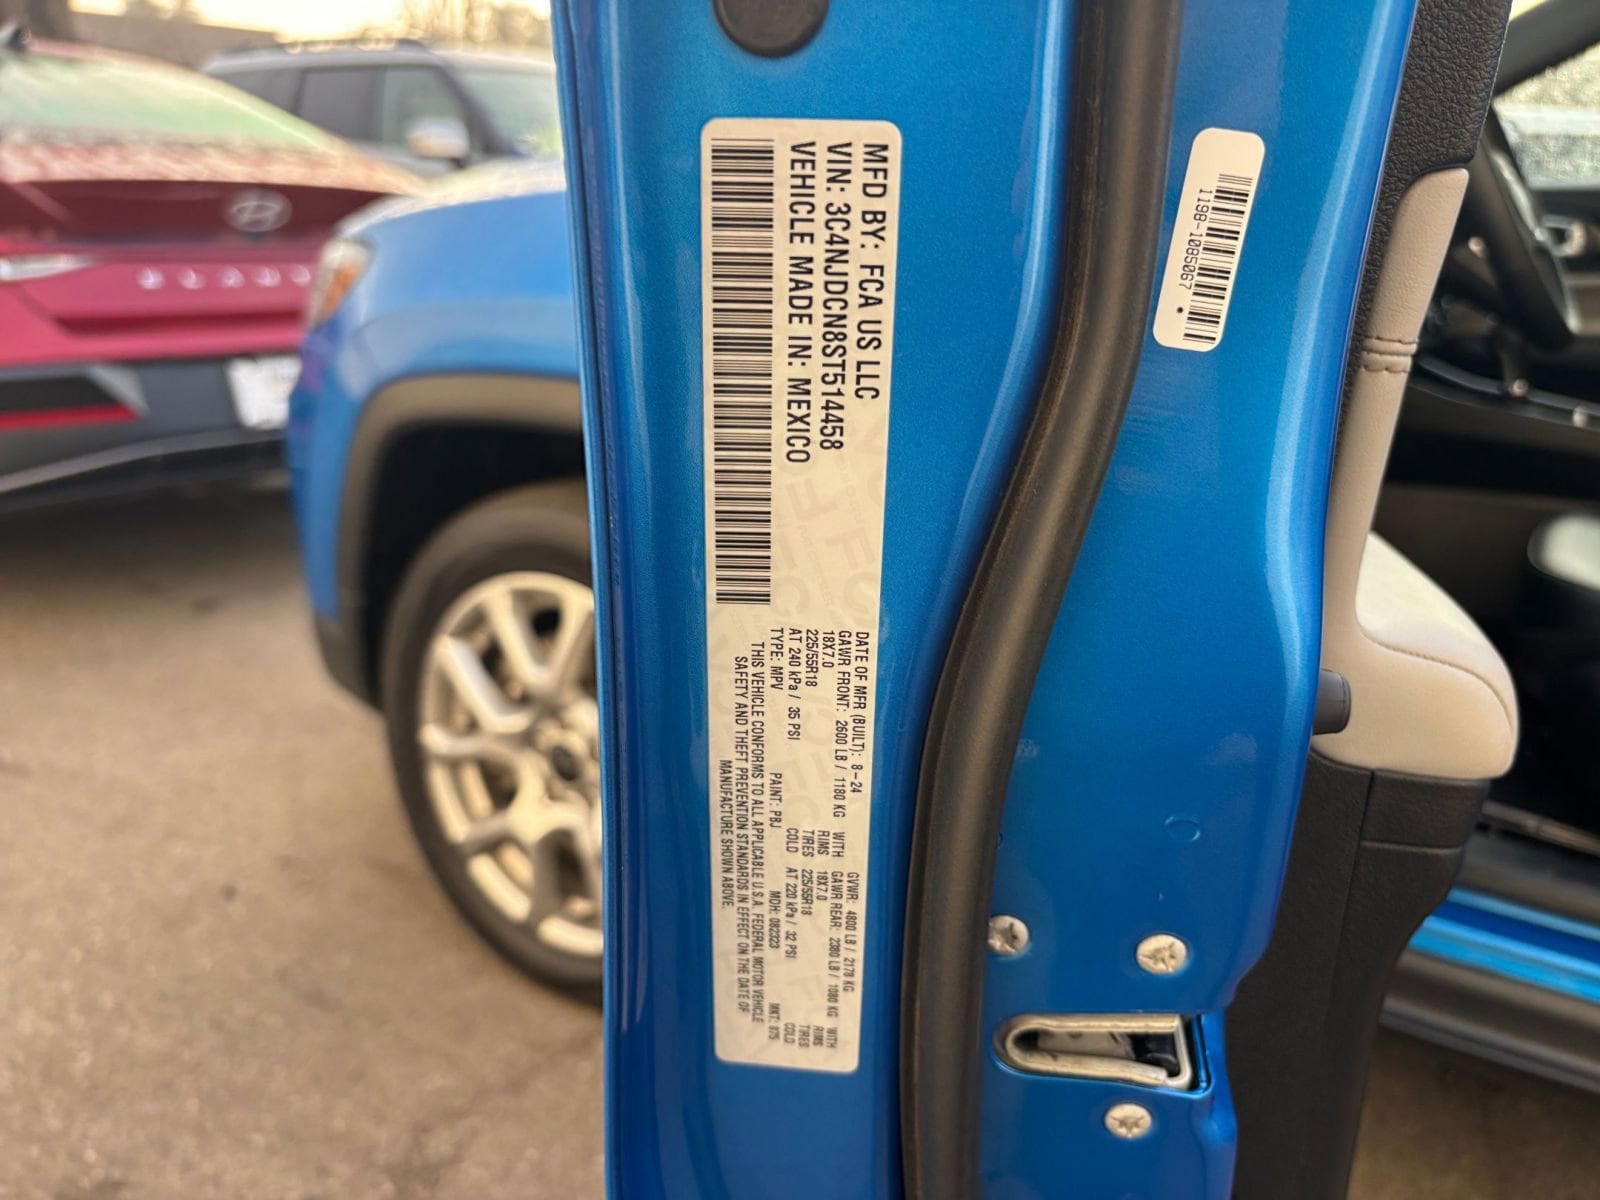 MFD BY: FCA US LLC
VIN: 3C4NJDCN8ST514458
VEHICLE MADE IN: MEXICO
DATE OF MFR (BUILT): 8-24 GVWR: 4800 LB / 2178 KG
GAWR FRONT: 2600 LB / 1180 KG WITH GAWR REAR: 2380 LB / 1080 KG WITH
18X7.0 RIMS 18X7.0 RIMS
225/55R18 TIRES 225/55R18 TIRES
AT 240 kPa / 35 PSI COLD AT 220 kPa / 32 PSI COLD
TYPE: MPV PAINT: PBJ MDH: 082323 MKT: 875
THIS VEHICLE CONFORMS TO ALL APPLICABLE U.S.A. FEDERAL MOTOR VEHICLE
SAFETY AND THEFT PREVENTION STANDARDS IN EFFECT ON THE DATE OF
MANUFACTURE SHOWN ABOVE.
119B-1085067